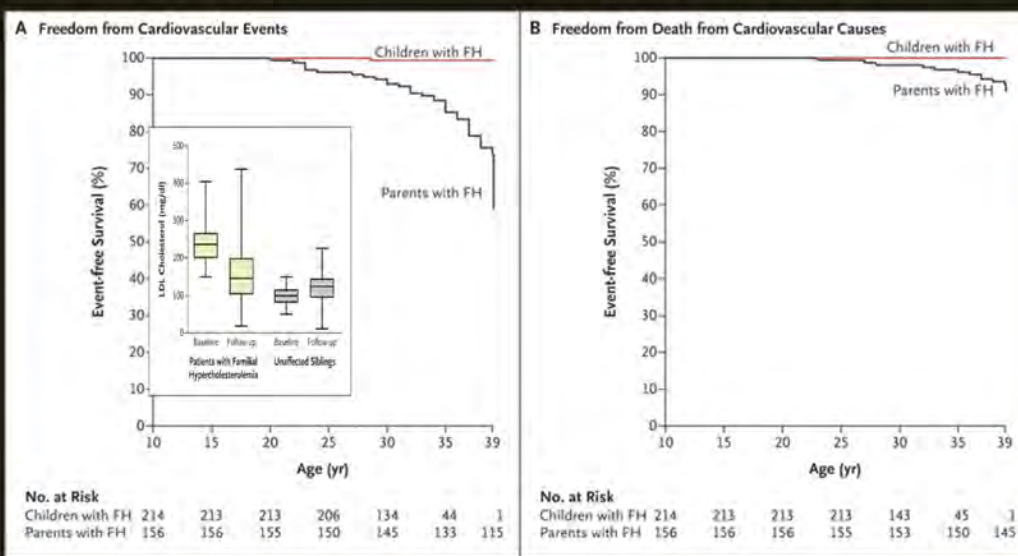 A Freedom from Cardiovascular Events
Children with FH
Parents with FH
Event-free Survival (%)
100
90
80
70
60
50
40
30
20
10
0
10 15 20 25 30 35 39
Age (yr)
LDL Cholesterol (mg/dl)
500
400
300
200
100
0
Baseline Follow up Baseline Follow up
Patients with Familial Unaffected Siblings
Hypercholesterolemia
No. at Risk
Children with FH 214 213 213 206 134 44 1
Parents with FH 156 156 155 150 145 133 115
B Freedom from Death from Cardiovascular Causes
Children with FH
Parents with FH
Event-free Survival (%)
100
90
80
70
60
50
40
30
20
10
0
10 15 20 25 30 35 39
Age (yr)
No. at Risk
Children with FH 214 213 213 213 143 45 1
Parents with FH 156 156 156 155 153 150 145